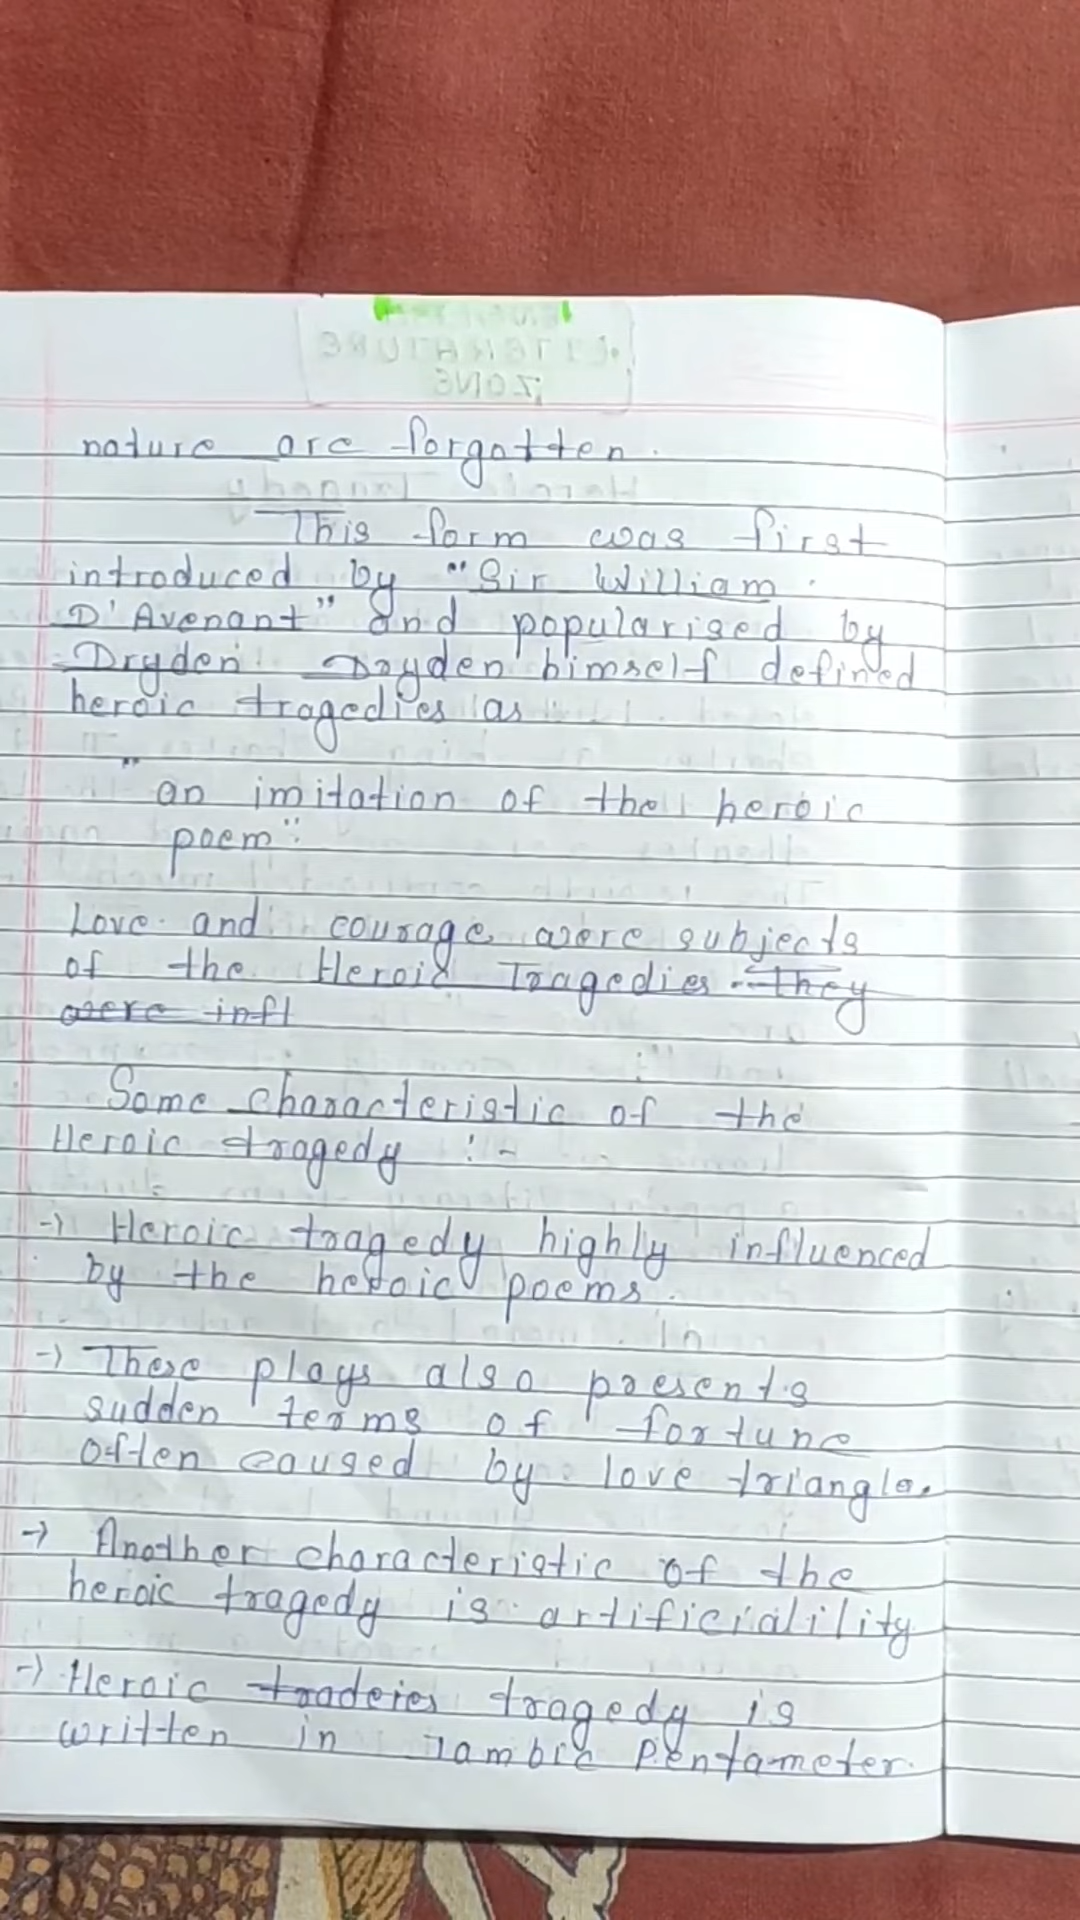 nature are forgotten.
This form was first
introduced by "Sir William
D'Avenant" and popularised by
Dryden. Dryden himself defined
heroic tragedies as
"an imitation of the heroic
poem".
Love and courage were subjects
of the Heroic Tragedies. They
were infl
Some characteristic of the
Heroic tragedy :-
→ Heroic tragedy highly influenced
by the heroic poems.
→ These plays also presents
sudden terms of fortune
often caused by love triangle.
→ Another characteristic of the
heroic tragedy is artificialility
→ Heroic traderies tragedy is
written in Iambic Pentameter.